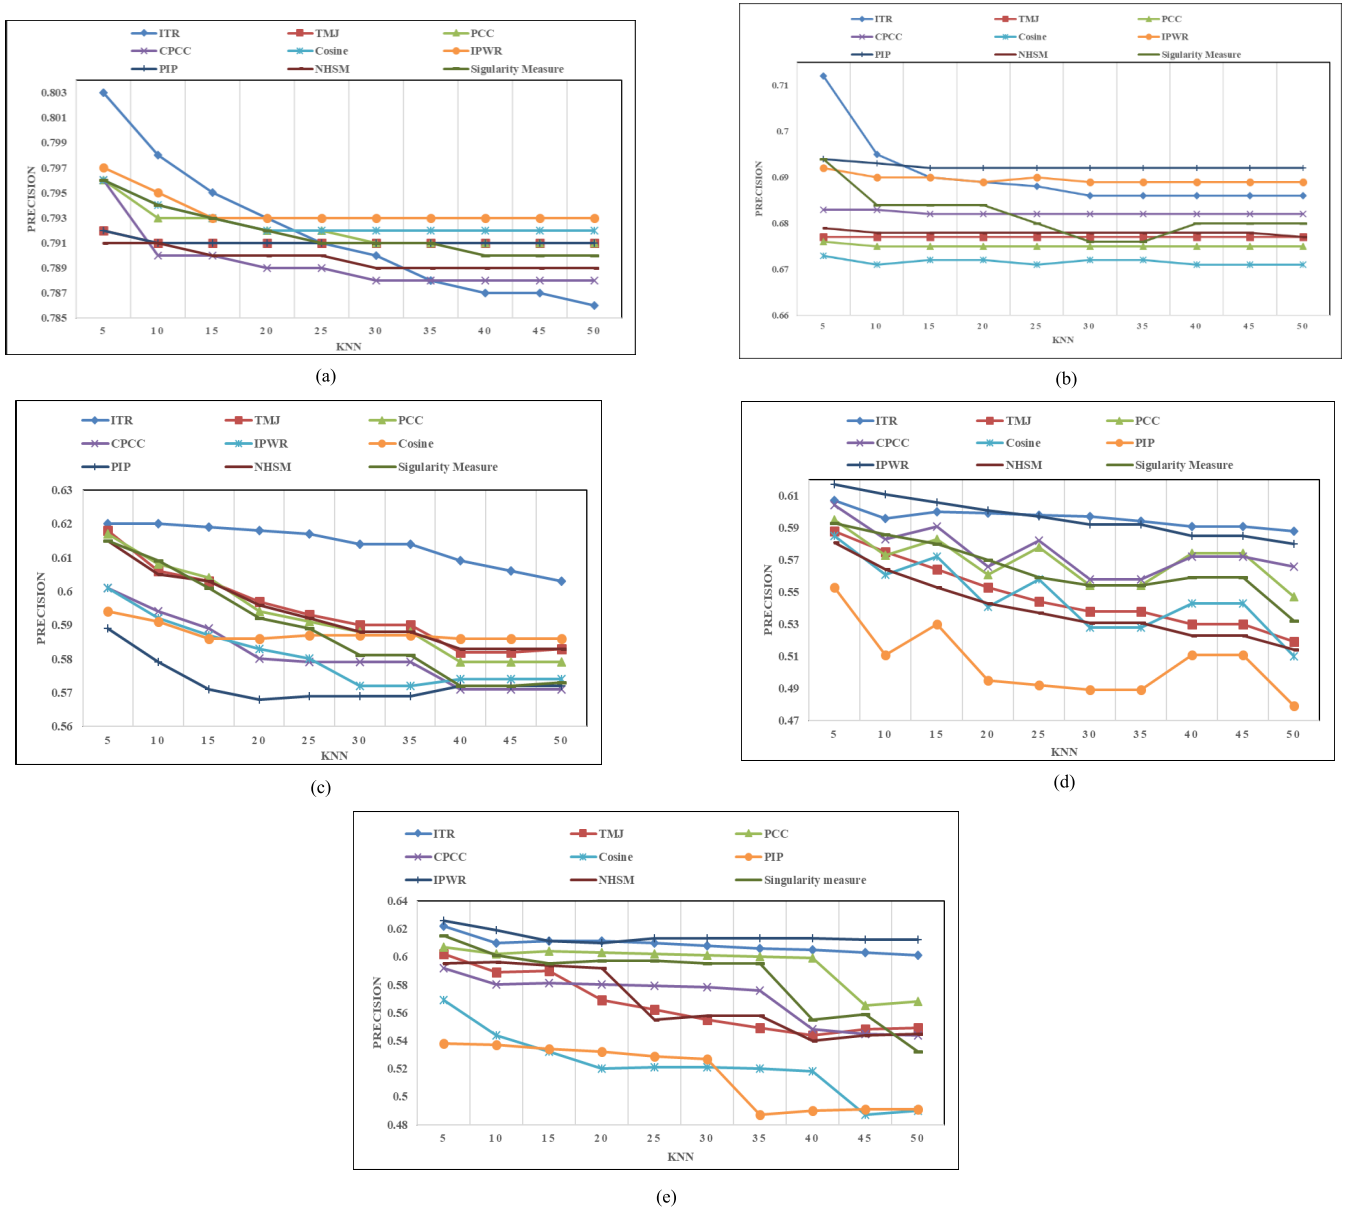 ITR TMJ PCC
CPCC Cosine IPWR
PIP NHSM Sigularity Measure
0.803
0.801
0.799
0.797
0.795
0.793
0.791
0.789
0.787
0.785
PRECISION
5 10 15 20 25 30 35 40 45 50
KNN
(a)
ITR TMJ PCC
CPCC Cosine IPWR
PIP NHSM Sigularity Measure
0.71
0.7
0.69
0.68
0.67
0.66
PRECISION
5 10 15 20 25 30 35 40 45 50
KNN
(b)
ITR TMJ PCC
CPCC IPWR Cosine
PIP NHSM Sigularity Measure
0.63
0.62
0.61
0.6
0.59
0.58
0.57
0.56
PRECISION
5 10 15 20 25 30 35 40 45 50
KNN
(c)
ITR TMJ PCC
CPCC Cosine PIP
IPWR NHSM Sigularity Measure
0.61
0.59
0.57
0.55
0.53
0.51
0.49
0.47
PRECISION
5 10 15 20 25 30 35 40 45 50
KNN
(d)
ITR TMJ PCC
CPCC Cosine PIP
IPWR NHSM Singularity measure
0.64
0.62
0.6
0.58
0.56
0.54
0.52
0.5
0.48
PRECISION
5 10 15 20 25 30 35 40 45 50
KNN
(e)